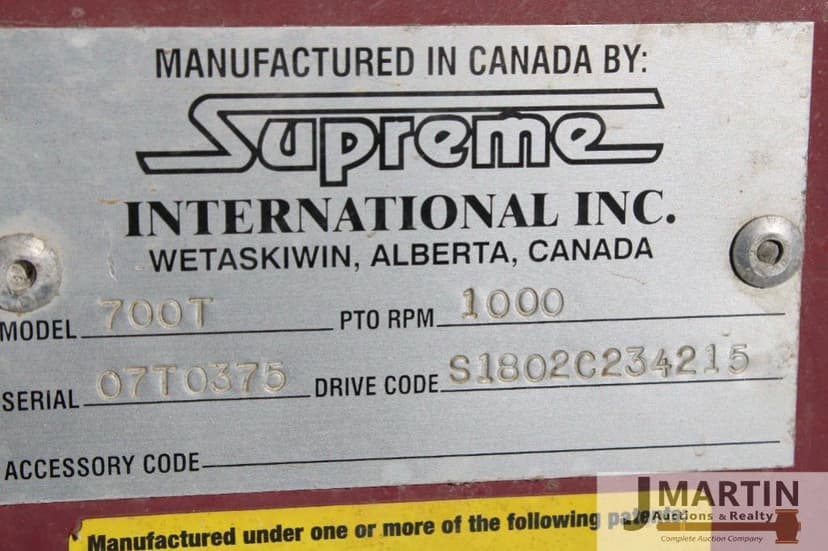 MANUFACTURED IN CANADA BY:
Supreme
INTERNATIONAL INC.
WETASKIWIN, ALBERTA, CANADA
MODEL 700T PTO RPM 1000
SERIAL 07T0375 DRIVE CODE S1802C234215
ACCESSORY CODE
Manufactured under one or more of the following patents
J MARTIN
Auctions & Realty
Complete Auction Company